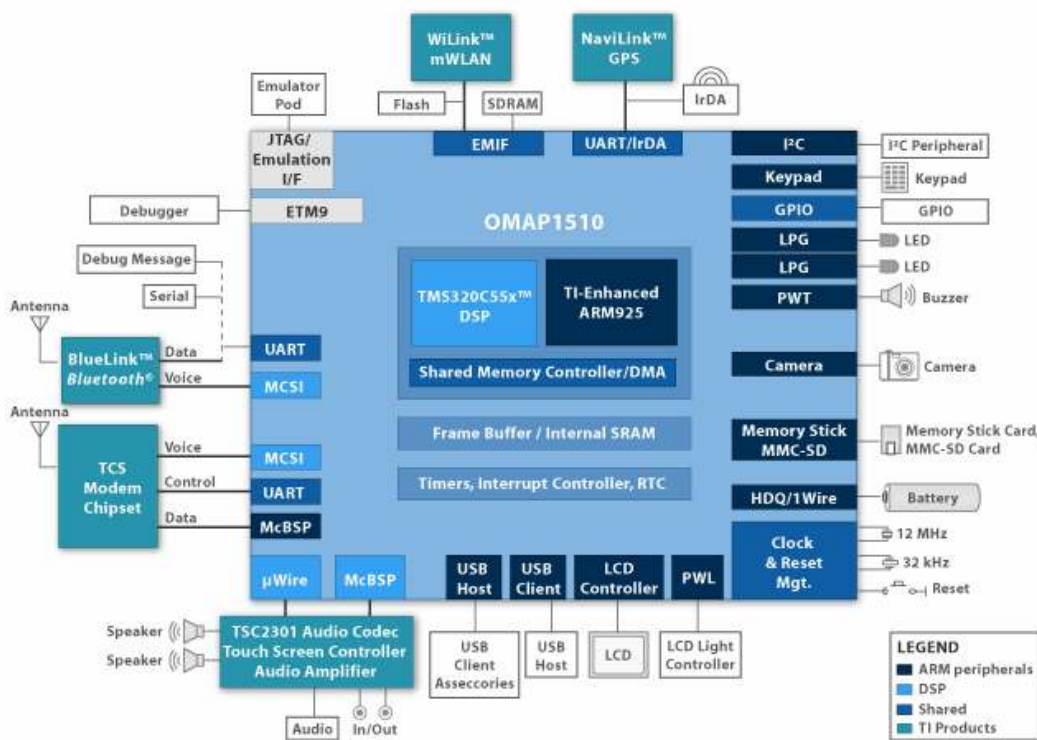 WiLink™
mWLAN
NaviLink™
GPS
Emulator
Pod
Flash
SDRAM
IrDA
JTAG/
Emulation
I/F
EMIF
UART/IrDA
I²C
I²C Peripheral
Keypad
Keypad
Debugger
ETM9
GPIO
GPIO
OMAP1510
LPG
LED
LPG
LED
Debug Message
Serial
TMS320C55x™
DSP
TI-Enhanced
ARM925
PWT
Buzzer
Antenna
BlueLink™
Bluetooth®
Data
Voice
UART
MCSI
Shared Memory Controller/DMA
Camera
Camera
Antenna
TCS
Modem
Chipset
Voice
Control
Data
MCSI
UART
McBSP
Frame Buffer / Internal SRAM
Timers, Interrupt Controller, RTC
Memory Stick
MMC-SD
Memory Stick Card,
MMC-SD Card
HDQ/1Wire
Battery
Clock
& Reset
Mgt.
12 MHz
32 kHz
Reset
µWire
McBSP
USB
Host
USB
Client
LCD
Controller
PWL
Speaker
Speaker
TSC2301 Audio Codec
Touch Screen Controller
Audio Amplifier
USB
Client
Asseccories
USB
Host
LCD
LCD Light
Controller
Audio
In/Out
LEGEND
ARM peripherals
DSP
Shared
TI Products